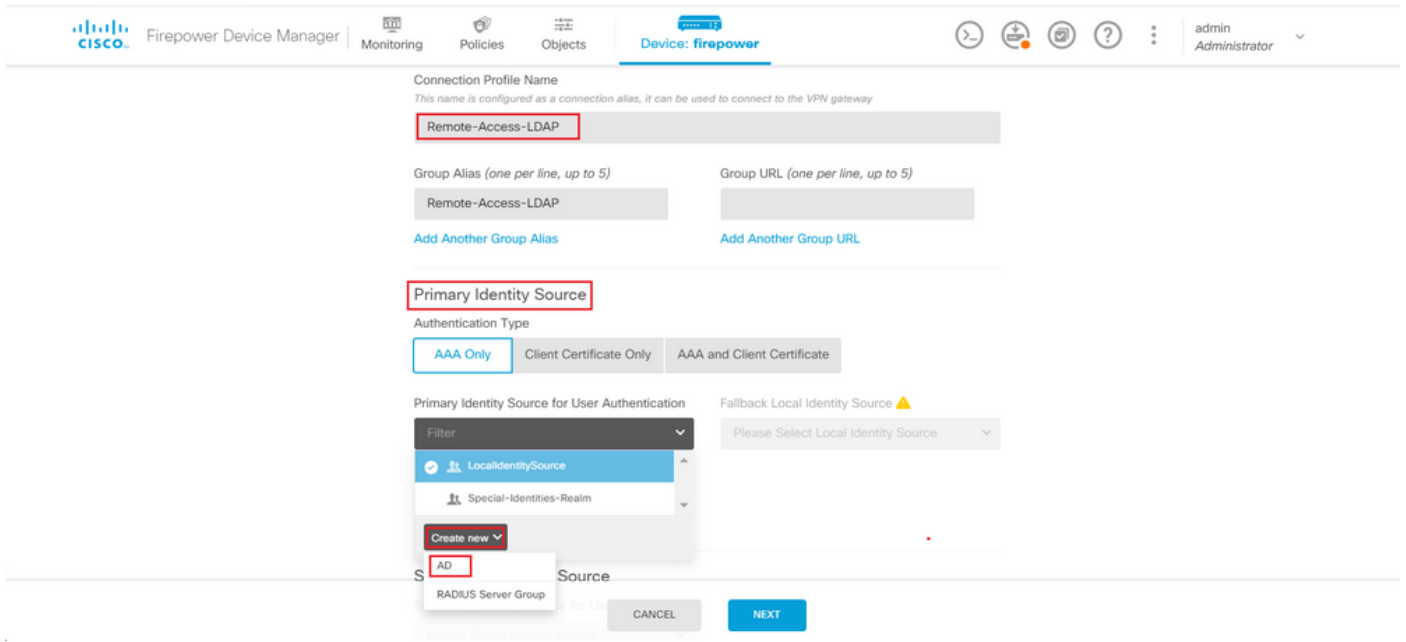 CISCO
Firepower Device Manager
Monitoring
Policies
Objects
Device: firepower
admin
Administrator
Connection Profile Name
This name is configured as a connection alias, it can be used to connect to the VPN gateway
Remote-Access-LDAP
Group Alias (one per line, up to 5)
Group URL (one per line, up to 5)
Remote-Access-LDAP
Add Another Group Alias
Add Another Group URL
Primary Identity Source
Authentication Type
AAA Only
Client Certificate Only
AAA and Client Certificate
Primary Identity Source for User Authentication
Fallback Local Identity Source
Filter
Please Select Local Identity Source
LocalIdentitySource
Special-Identities-Realm
Create new
AD
S Source
RADIUS Server Group
CANCEL
NEXT